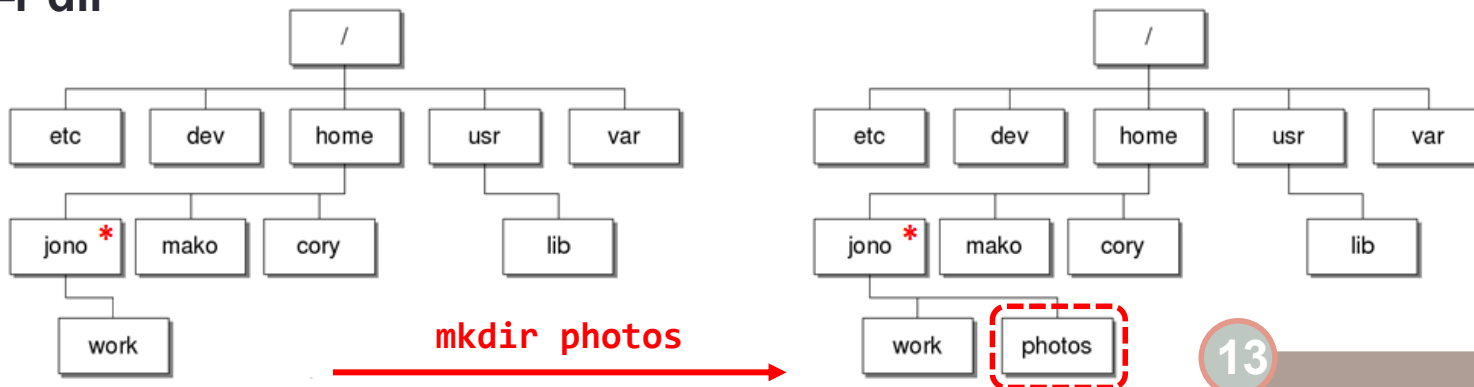 /
/
etc dev home usr var
etc dev home usr var
jono * mako cory lib
jono * mako cory lib
work
mkdir photos
work photos
13